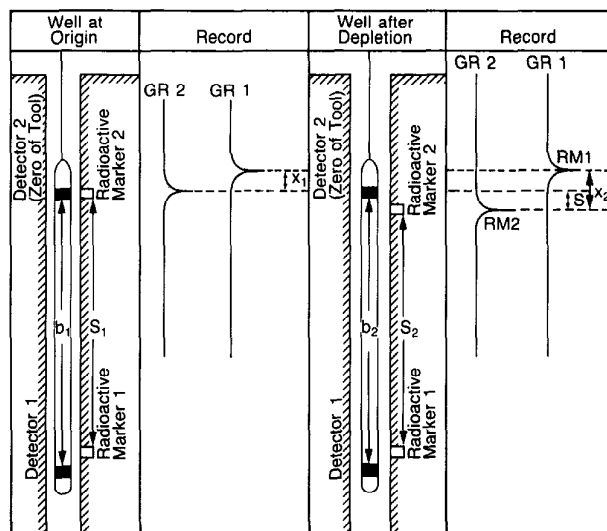 Well at
Origin
Record
Well after
Depletion
Record
Detector 2
(Zero of Tool)
Radioactive
Marker 2
b1
S1
Detector 1
Radioactive
Marker 1
GR 2
GR 1
x1
Detector 2
(Zero of Tool)
Radioactive
Marker 2
b2
S2
Detector 1
Radioactive
Marker 1
GR 2
GR 1
RM1
x2
S
RM2